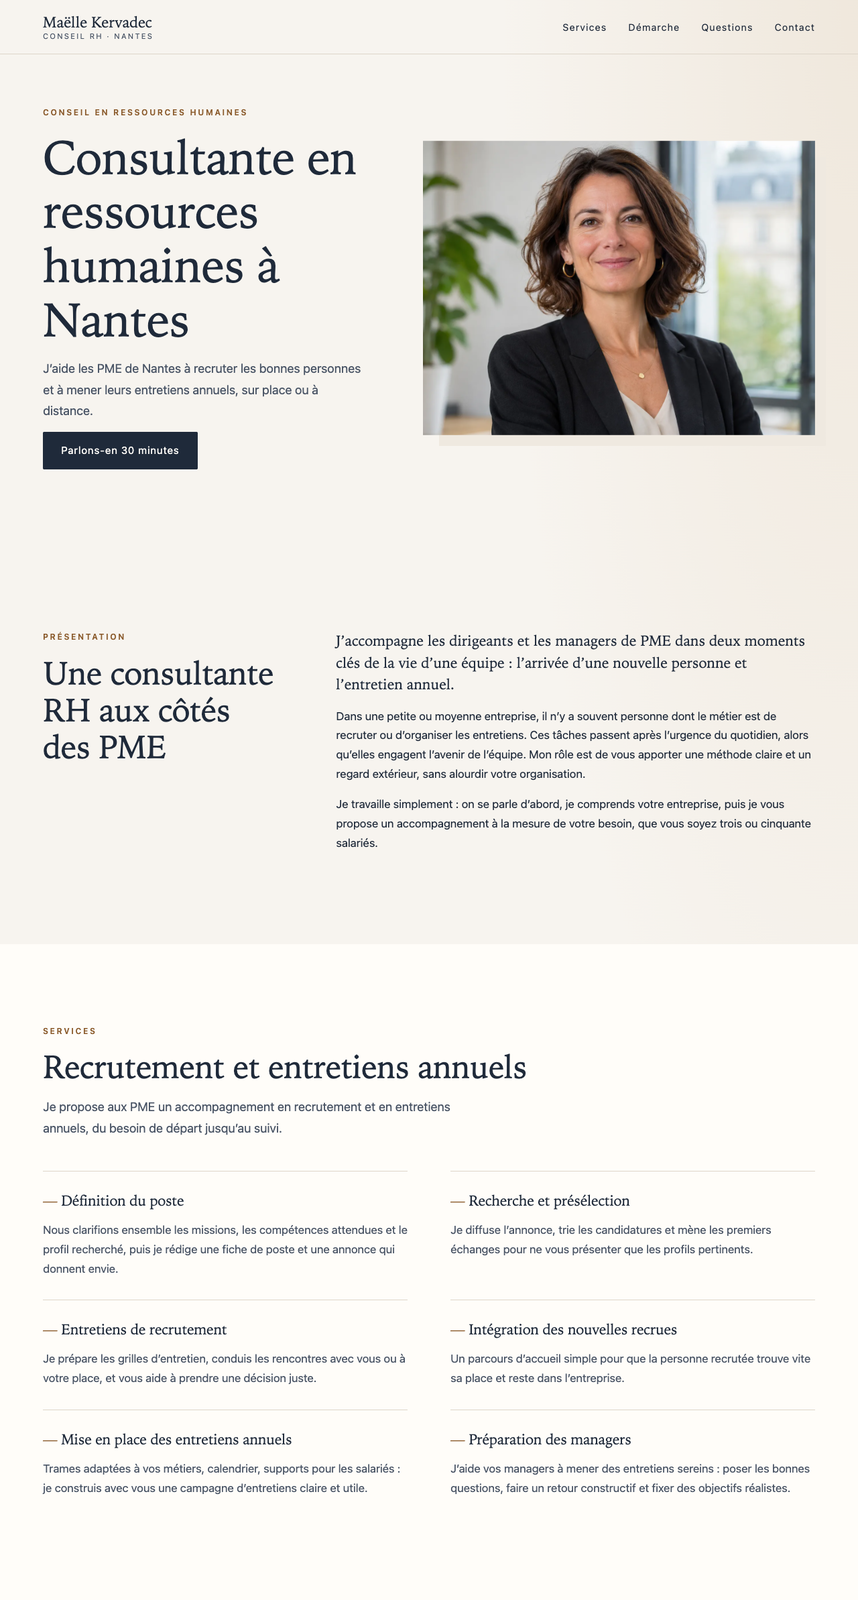 Maëlle Kervadec
CONSEIL RH · NANTES
Services
Démarche
Questions
Contact
CONSEIL EN RESSOURCES HUMAINES
Consultante en
ressources
humaines à
Nantes
J’aide les PME de Nantes à recruter les bonnes personnes
et à mener leurs entretiens annuels, sur place ou à
distance.
Parlons-en 30 minutes
PRÉSENTATION
Une consultante
RH aux côtés
des PME
J’accompagne les dirigeants et les managers de PME dans deux moments
clés de la vie d’une équipe : l’arrivée d’une nouvelle personne et
l’entretien annuel.
Dans une petite ou moyenne entreprise, il n’y a souvent personne dont le métier est de
recruter ou d’organiser les entretiens. Ces tâches passent après l’urgence du quotidien, alors
qu’elles engagent l’avenir de l’équipe. Mon rôle est de vous apporter une méthode claire et un
regard extérieur, sans alourdir votre organisation.
Je travaille simplement : on se parle d’abord, je comprends votre entreprise, puis je vous
propose un accompagnement à la mesure de votre besoin, que vous soyez trois ou cinquante
salariés.
SERVICES
Recrutement et entretiens annuels
Je propose aux PME un accompagnement en recrutement et en entretiens
annuels, du besoin de départ jusqu’au suivi.
— Définition du poste
Nous clarifions ensemble les missions, les compétences attendues et le
profil recherché, puis je rédige une fiche de poste et une annonce qui
donnent envie.
— Recherche et présélection
Je diffuse l’annonce, trie les candidatures et mène les premiers
échanges pour ne vous présenter que les profils pertinents.
— Entretiens de recrutement
Je prépare les grilles d’entretien, conduis les rencontres avec vous ou à
votre place, et vous aide à prendre une décision juste.
— Intégration des nouvelles recrues
Un parcours d’accueil simple pour que la personne recrutée trouve vite
sa place et reste dans l’entreprise.
— Mise en place des entretiens annuels
Trames adaptées à vos métiers, calendrier, supports pour les salariés :
je construis avec vous une campagne d’entretiens claire et utile.
— Préparation des managers
J’aide vos managers à mener des entretiens sereins : poser les bonnes
questions, faire un retour constructif et fixer des objectifs réalistes.